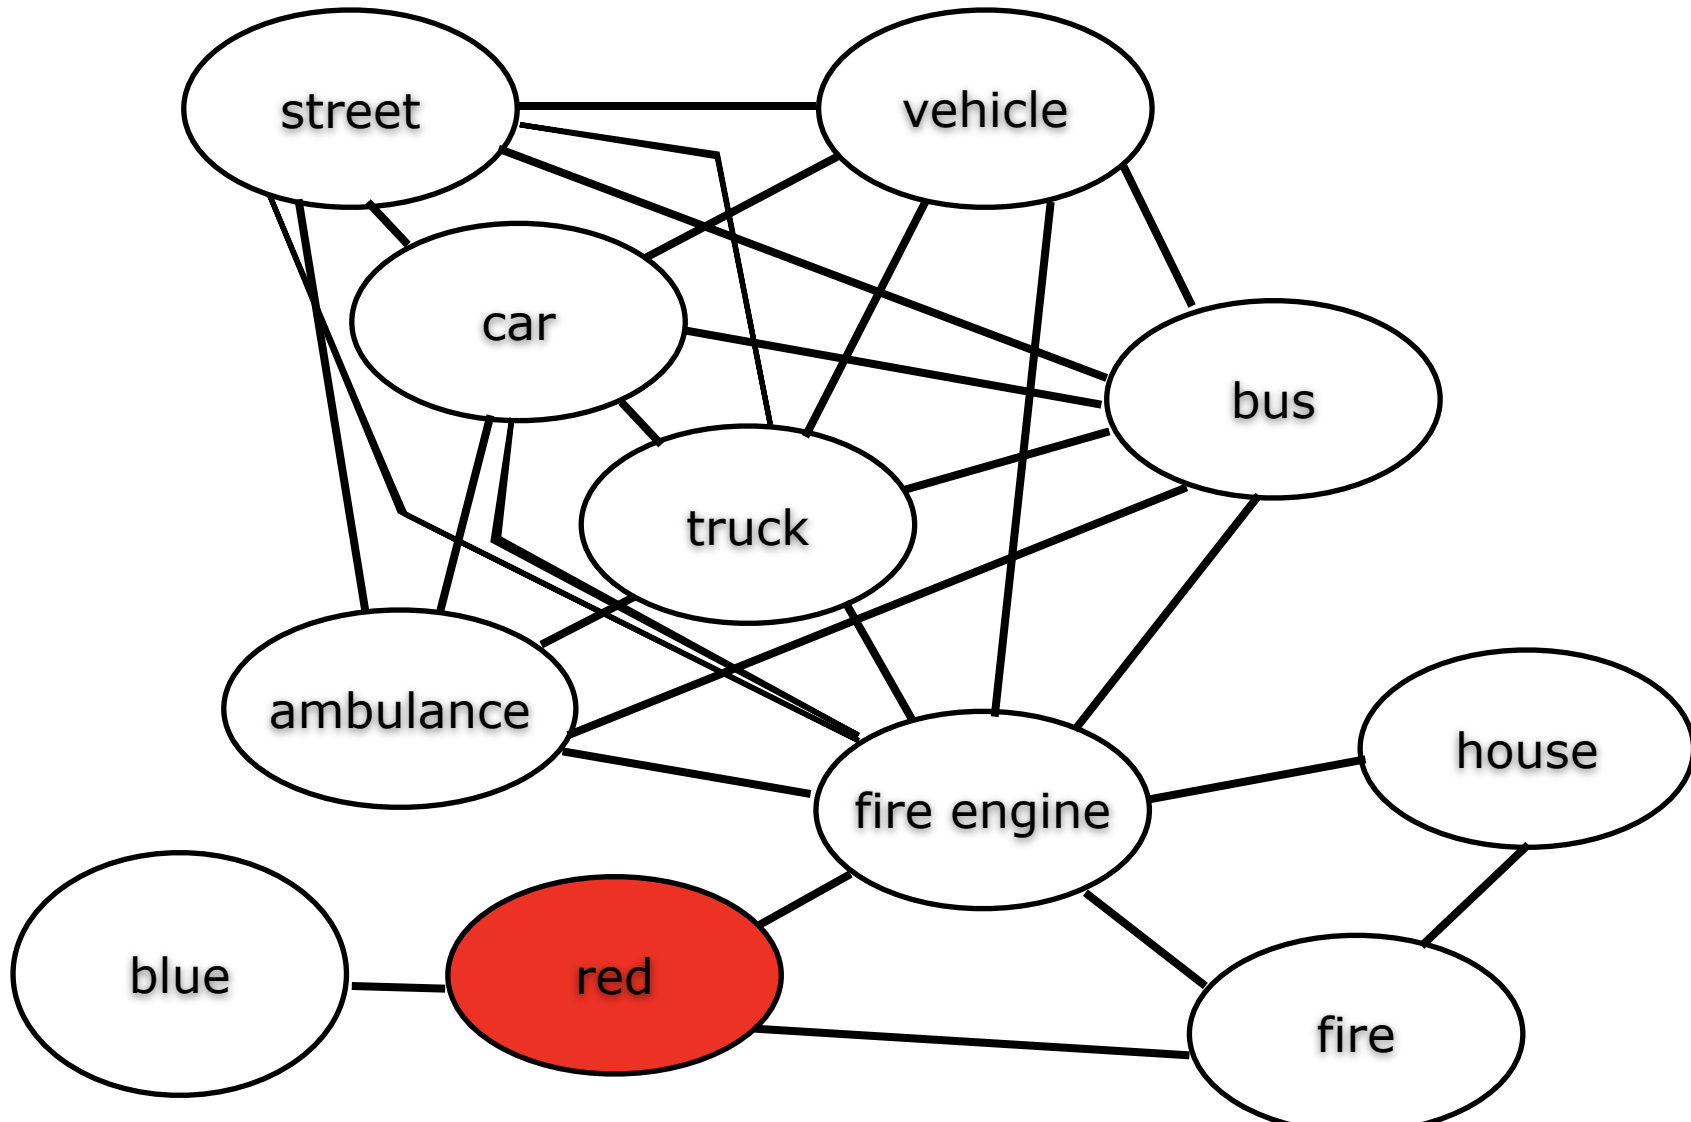 street
vehicle
car
bus
truck
ambulance
house
fire engine
blue
red
fire